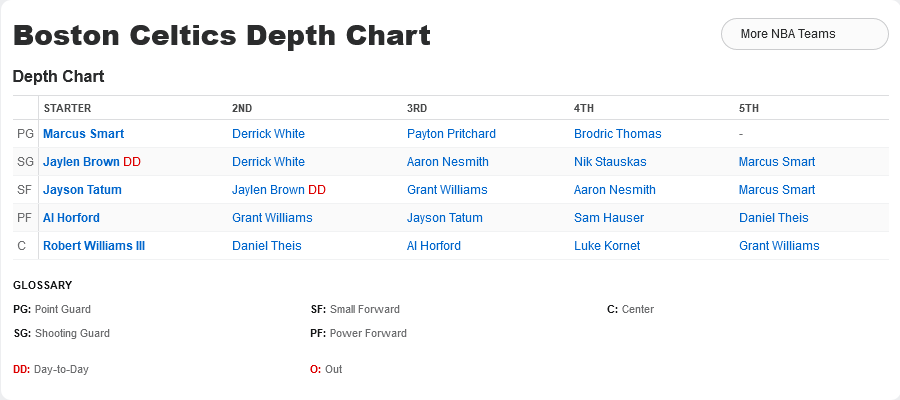 Boston Celtics Depth Chart
More NBA Teams
Depth Chart
STARTER 2ND 3RD 4TH 5TH
PG Marcus Smart Derrick White Payton Pritchard Brodric Thomas -
SG Jaylen Brown DD Derrick White Aaron Nesmith Nik Stauskas Marcus Smart
SF Jayson Tatum Jaylen Brown DD Grant Williams Aaron Nesmith Marcus Smart
PF Al Horford Grant Williams Jayson Tatum Sam Hauser Daniel Theis
C Robert Williams III Daniel Theis Al Horford Luke Kornet Grant Williams
GLOSSARY
PG: Point Guard SF: Small Forward C: Center
SG: Shooting Guard PF: Power Forward
DD: Day-to-Day O: Out